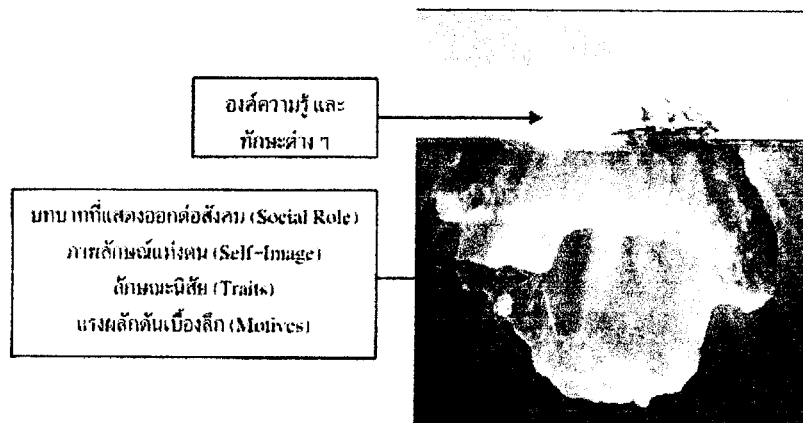 องค์ความรู้ และ
ทักษะต่าง ๆ
บทบาทที่แสดงออกต่อสังคม (Social Role)
ภาพลักษณ์แห่งตน (Self-Image)
ลักษณะนิสัย (Traits)
แรงผลักดันเบื้องลึก (Motives)